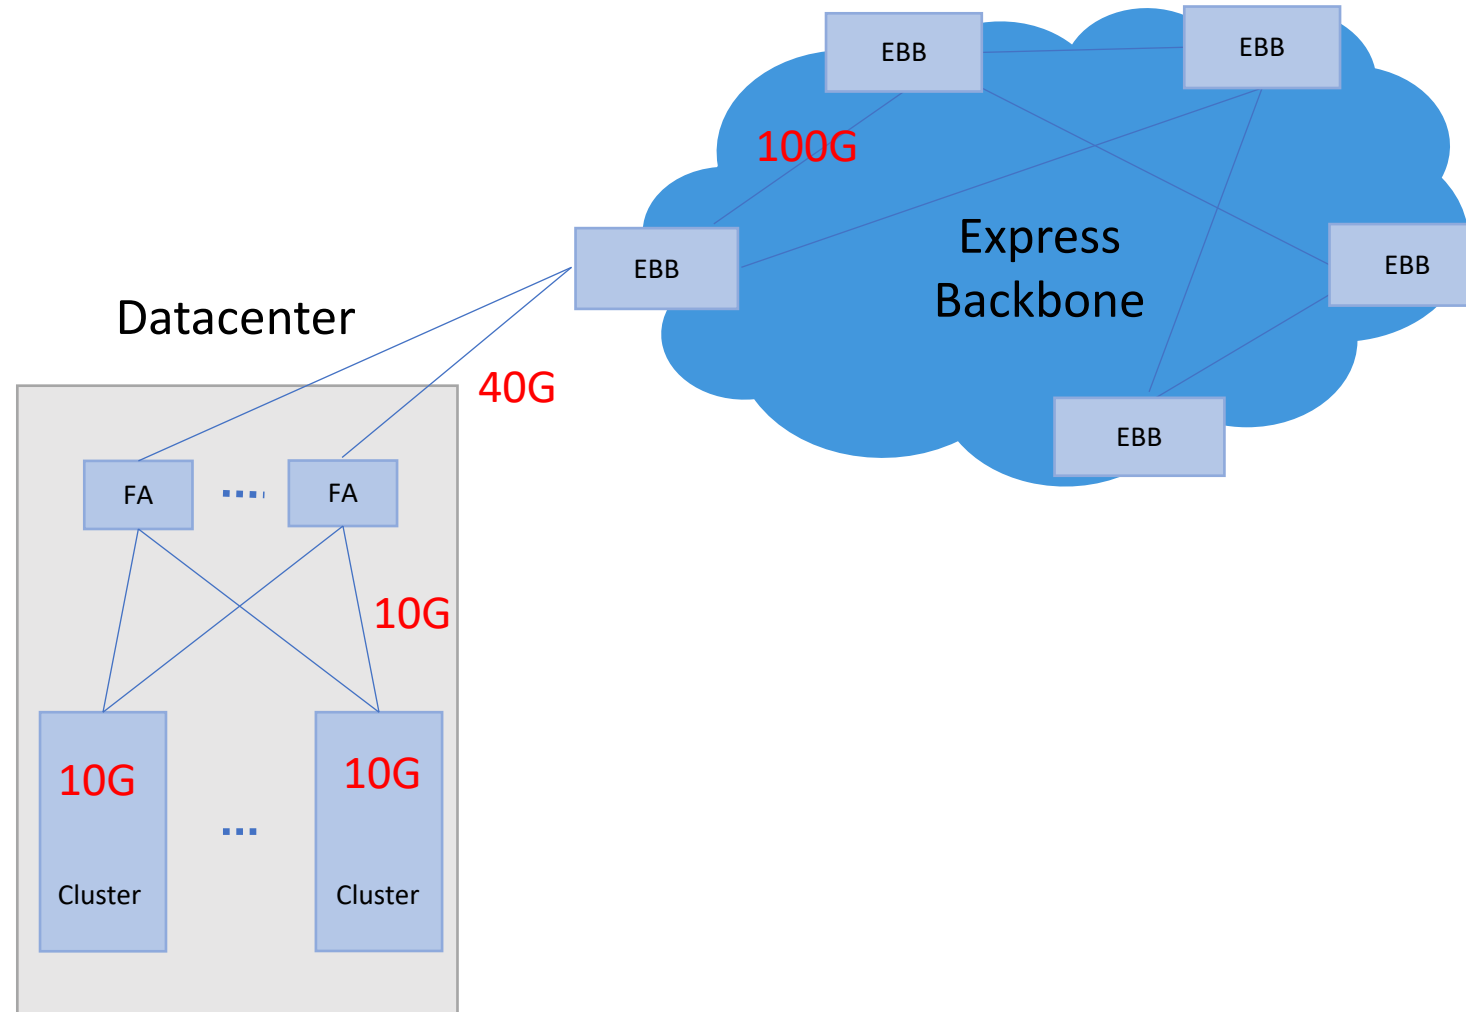 EBB
EBB
100G
Express
Backbone
EBB
EBB
Datacenter
40G
EBB
FA
FA
10G
10G
10G
Cluster
Cluster